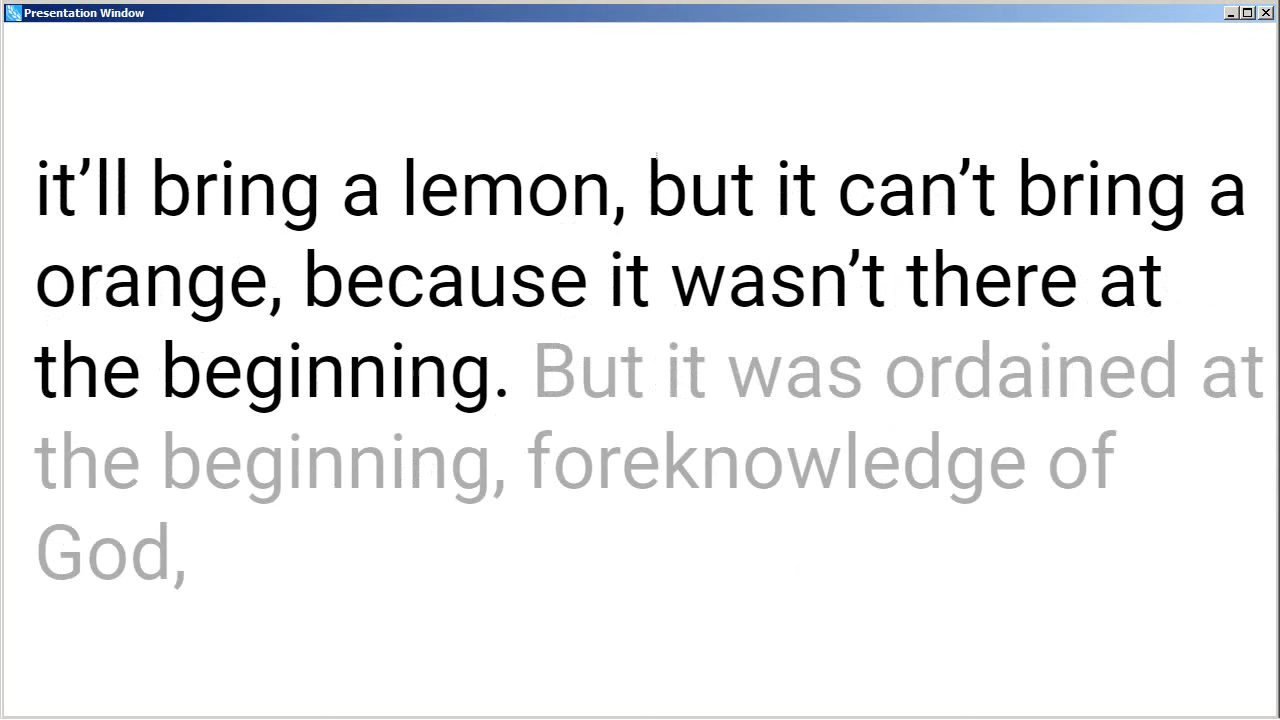 Presentation Window
it’ll bring a lemon, but it can’t bring a
orange, because it wasn’t there at
the beginning. But it was ordained at
the beginning, foreknowledge of
God,